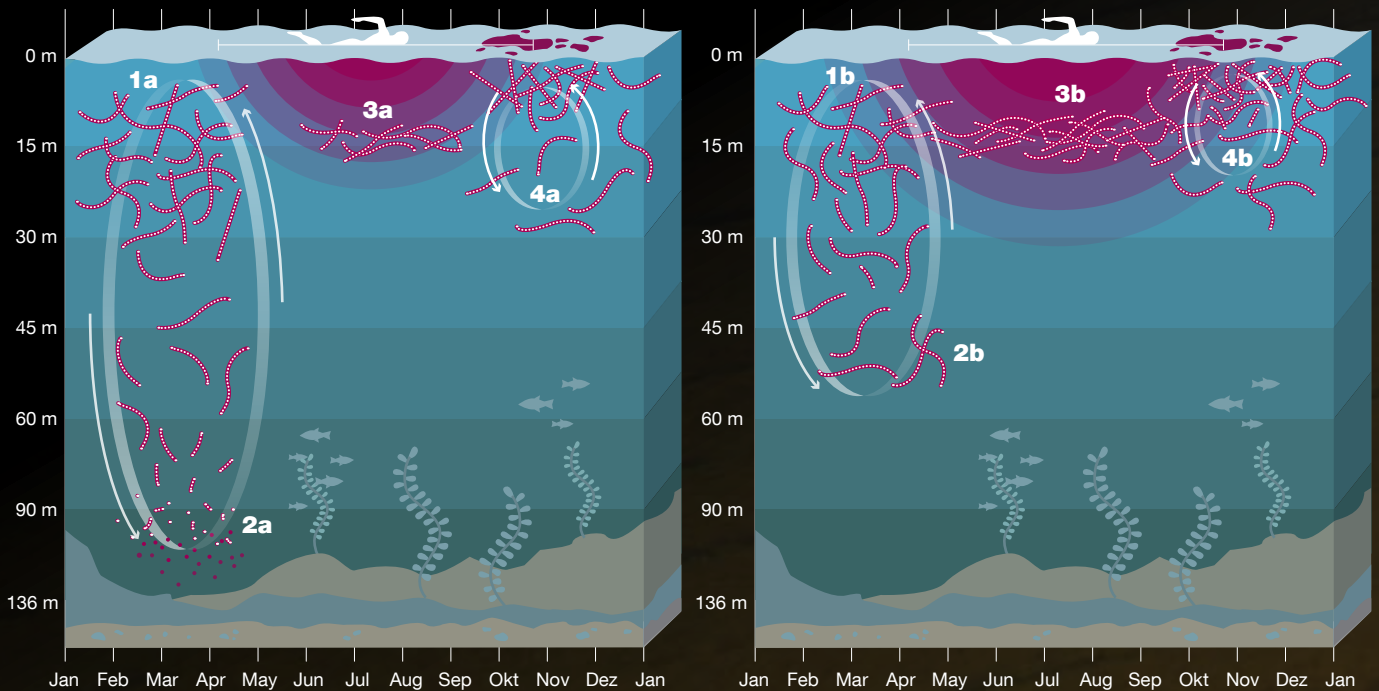 0 m
15 m
30 m
45 m
60 m
90 m
136 m
1a
2a
3a
4a
Jan Feb Mar Apr May Jun Jul Aug Sep Okt Nov Dez Jan
0 m
15 m
30 m
45 m
60 m
90 m
136 m
1b
2b
3b
4b
Jan Feb Mar Apr May Jun Jul Aug Sep Okt Nov Dez Jan